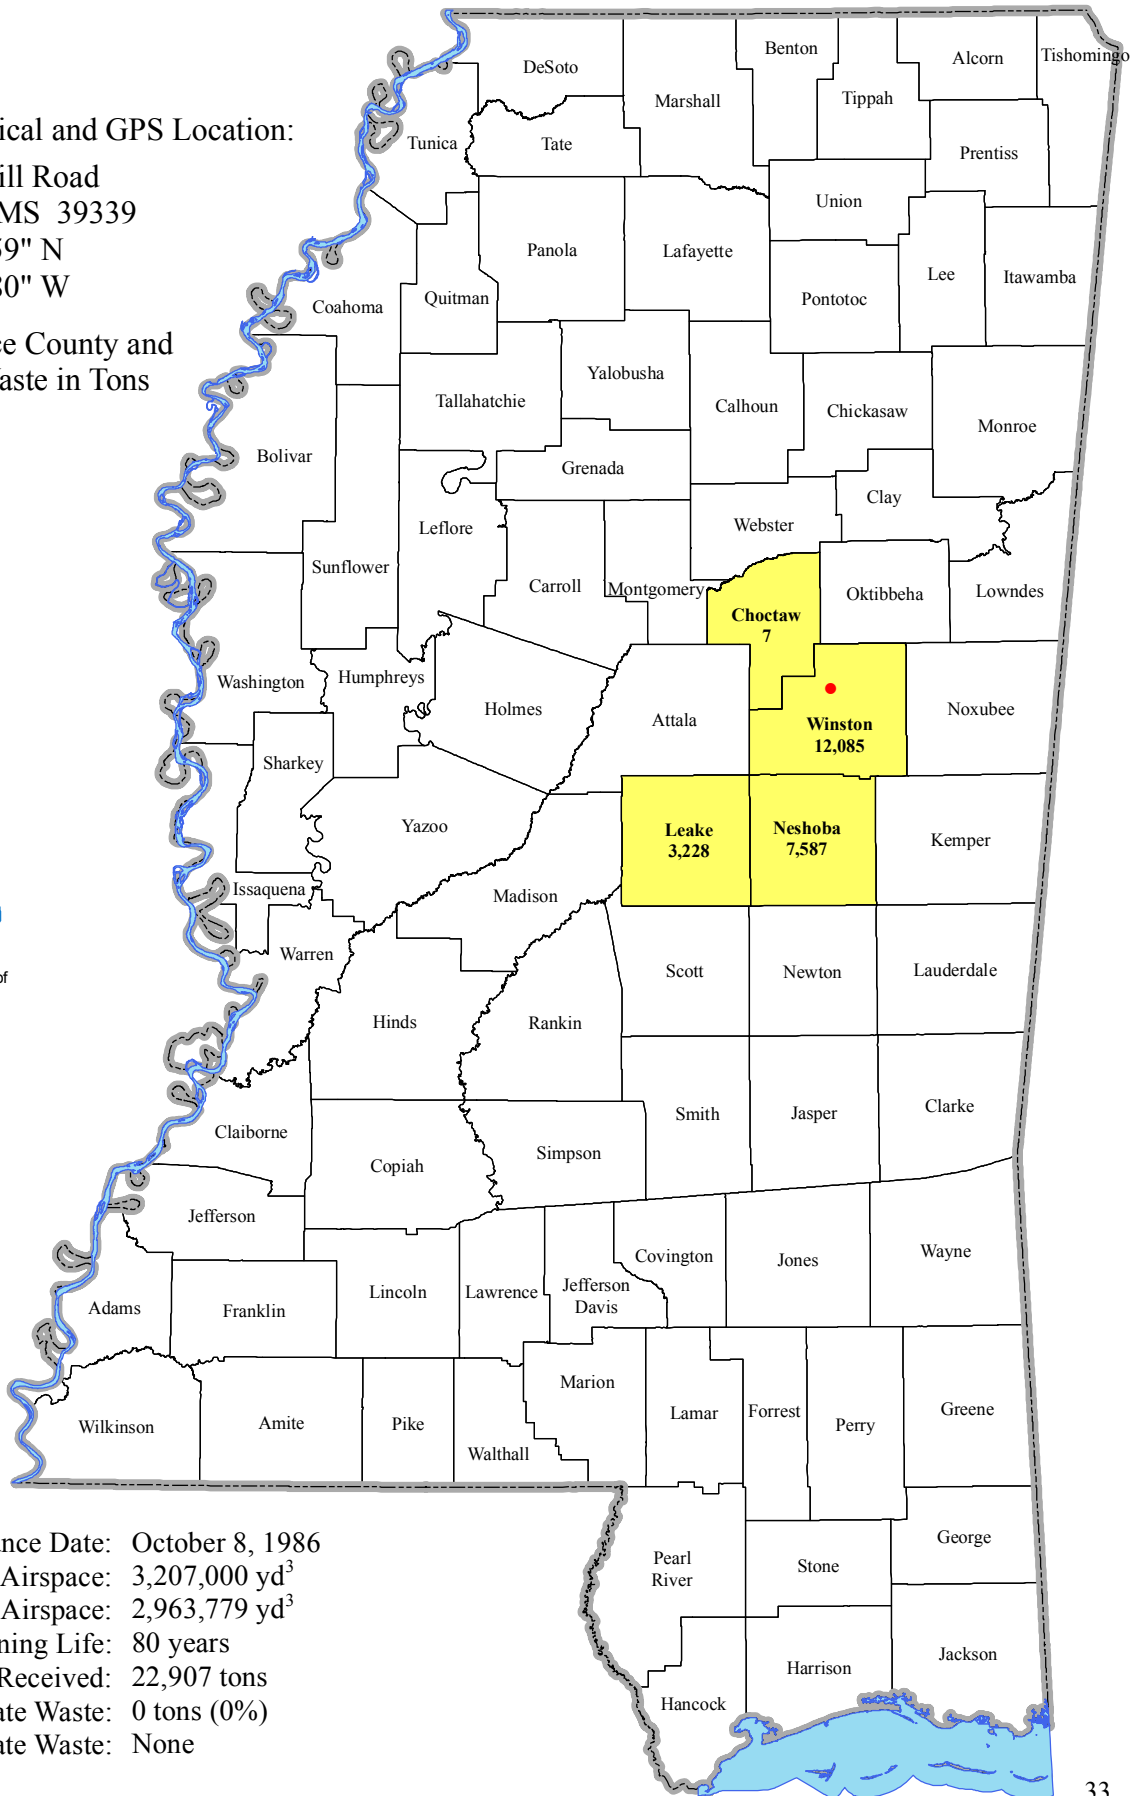 ical and GPS Location:
ill Road
MS 39339
59" N
30" W
ce County and
Waste in Tons
DeSoto
Benton
Alcorn
Tishomingo
Marshall
Tippah
Tunica
Tate
Prentiss
Union
Panola
Lafayette
Lee
Itawamba
Coahoma
Quitman
Pontotoc
Yalobusha
Tallahatchie
Calhoun
Chickasaw
Monroe
Bolivar
Grenada
Clay
Leflore
Webster
Sunflower
Carroll
Montgomery
Choctaw
7
Oktibbeha
Lowndes
Washington
Humphreys
Holmes
Attala
Winston
12,085
Noxubee
Sharkey
Yazoo
Leake
3,228
Neshoba
7,587
Kemper
Issaquena
Madison
Warren
of
Scott
Newton
Lauderdale
Hinds
Rankin
Smith
Jasper
Clarke
Claiborne
Copiah
Simpson
Jefferson
Covington
Jones
Wayne
Adams
Franklin
Lincoln
Lawrence
Jefferson
Davis
Wilkinson
Amite
Pike
Walthall
Marion
Lamar
Forrest
Perry
Greene
Pearl
River
Stone
George
Hancock
Harrison
Jackson
nce Date: October 8, 1986
Airspace: 3,207,000 yd³
Airspace: 2,963,779 yd³
ning Life: 80 years
Received: 22,907 tons
ate Waste: 0 tons (0%)
ate Waste: None
33